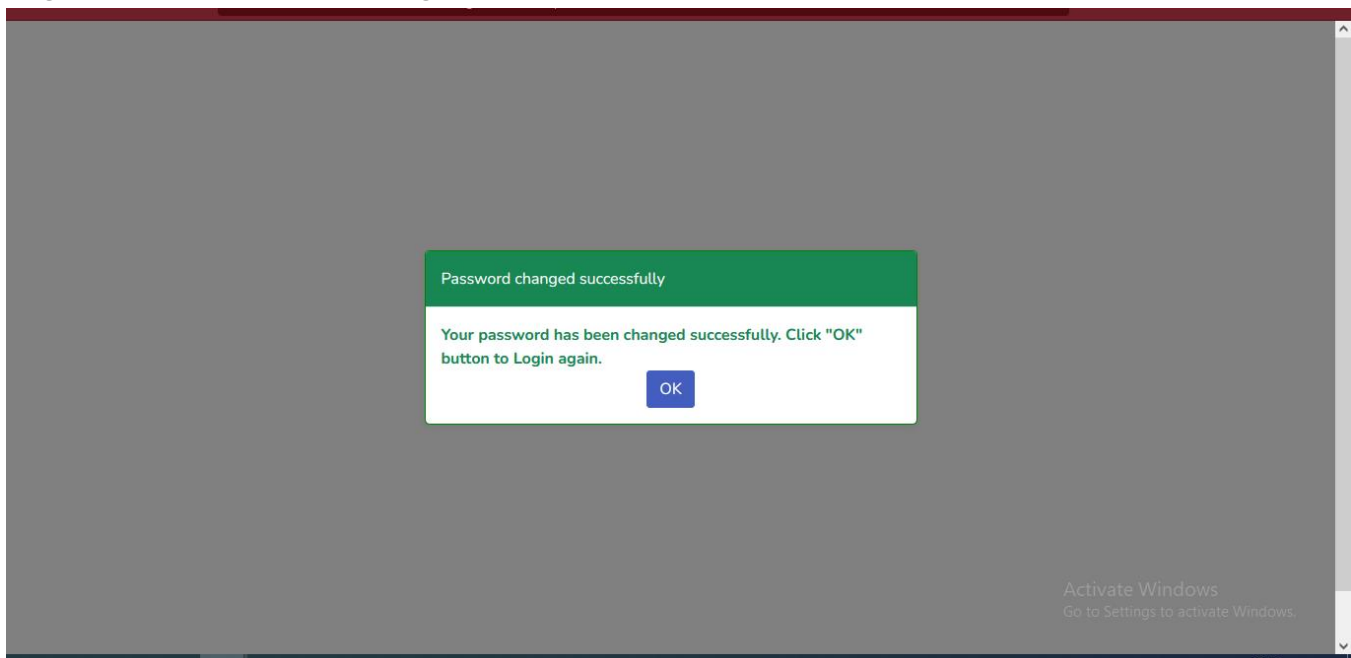 Password changed successfully
Your password has been changed successfully. Click "OK"
button to Login again.
OK
Activate Windows
Go to Settings to activate Windows.